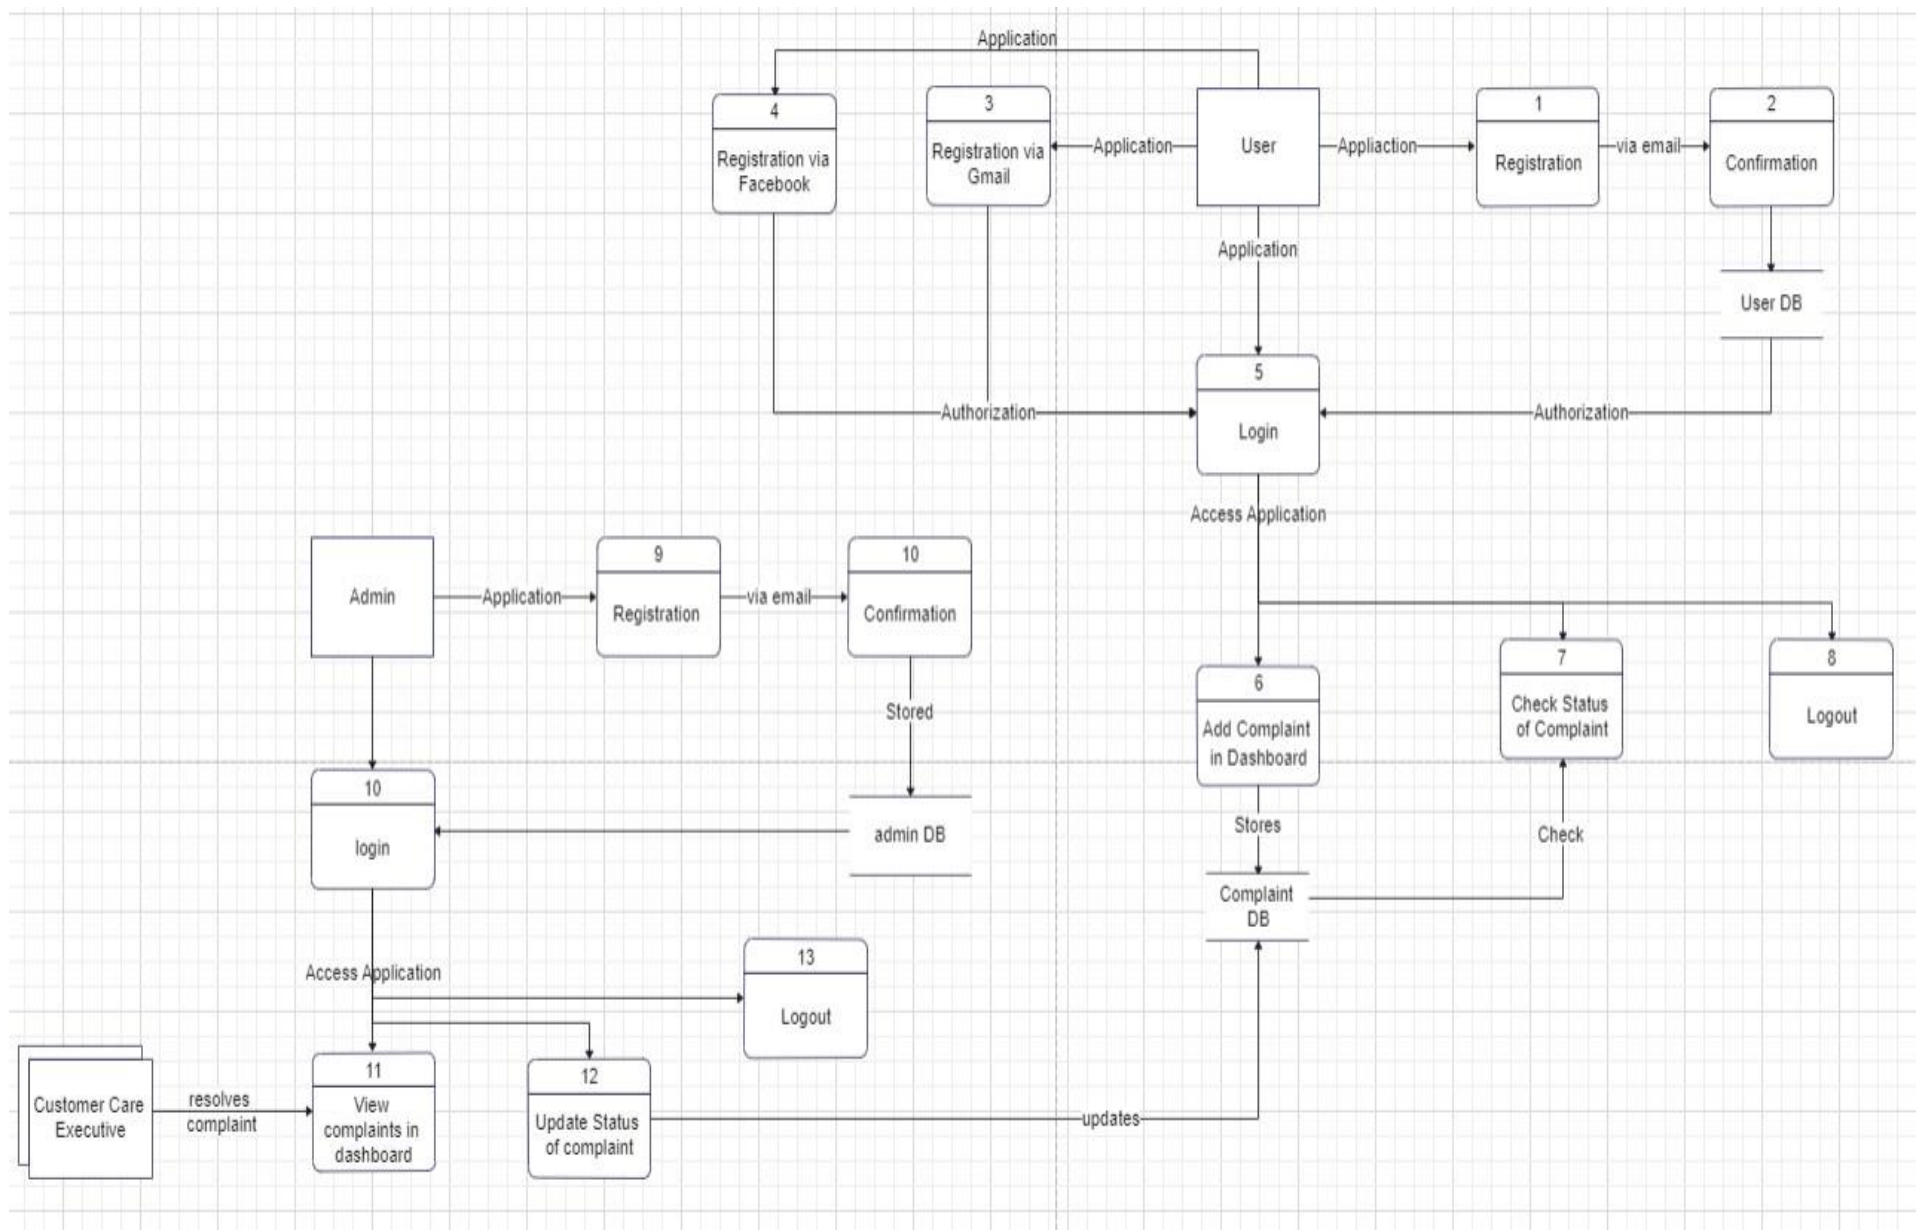 Application
4
Registration via
Facebook
3
Registration via
Gmail
Application
User
Appliaction
1
Registration
via email
2
Confirmation
Application
User DB
5
Login
Authorization
Authorization
Access Application
Admin
Application
9
Registration
via email
10
Confirmation
Stored
6
Add Complaint
in Dashboard
7
Check Status
of Complaint
8
Logout
10
login
admin DB
Stores
Check
Complaint
DB
Access Application
13
Logout
Customer Care
Executive
resolves
complaint
11
View
complaints in
dashboard
12
Update Status
of complaint
updates